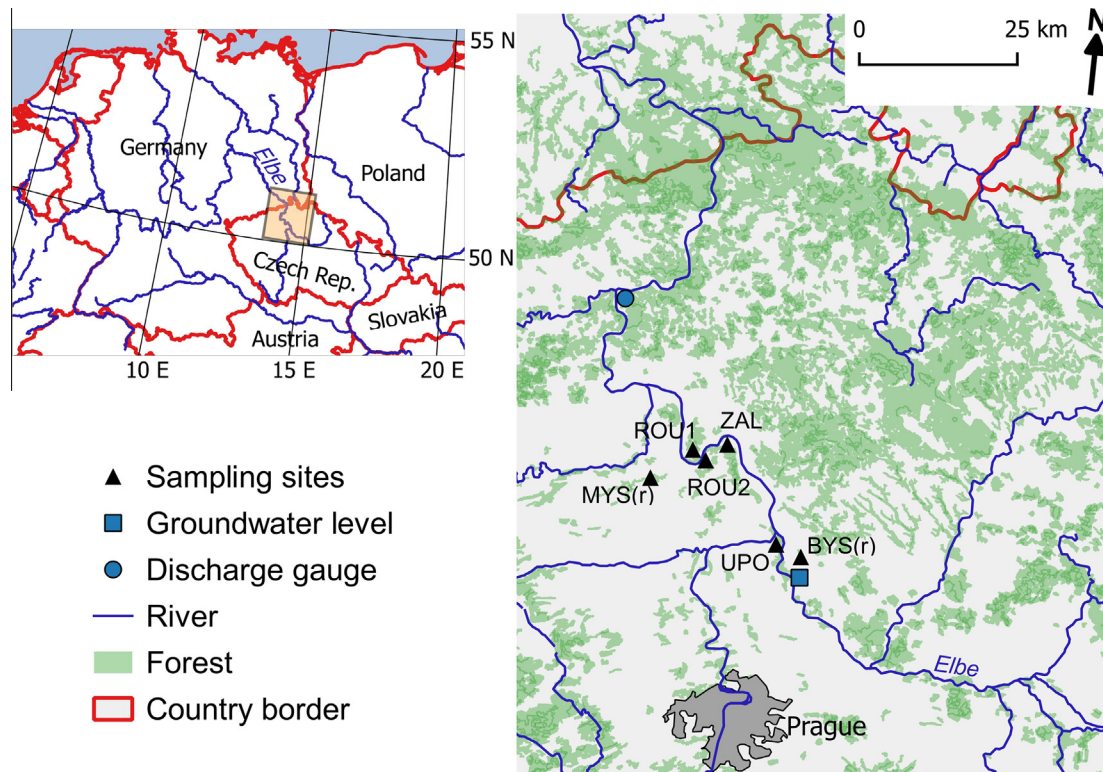 55 N
Germany
Elbe
Poland
50 N
Czech Rep.
Slovakia
Austria
10 E
15 E
20 E
Sampling sites
Groundwater level
Discharge gauge
River
Forest
Country border
0
25 km
N
ROU1
ZAL
MYS(r)
ROU2
UPO
BYS(r)
Elbe
Prague